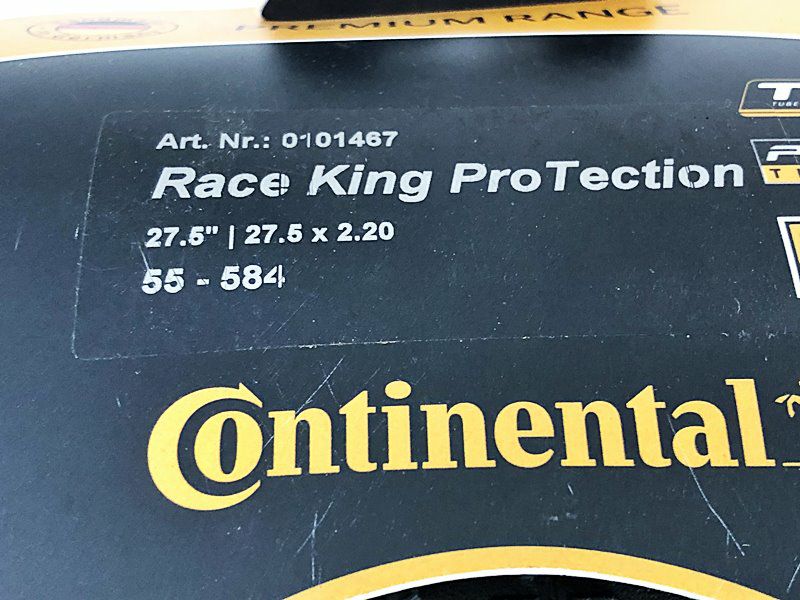 PREMIUM RANGE
Art. Nr.: 0101467
Race King ProTection
27.5" | 27.5 x 2.20
55 - 584
Continental